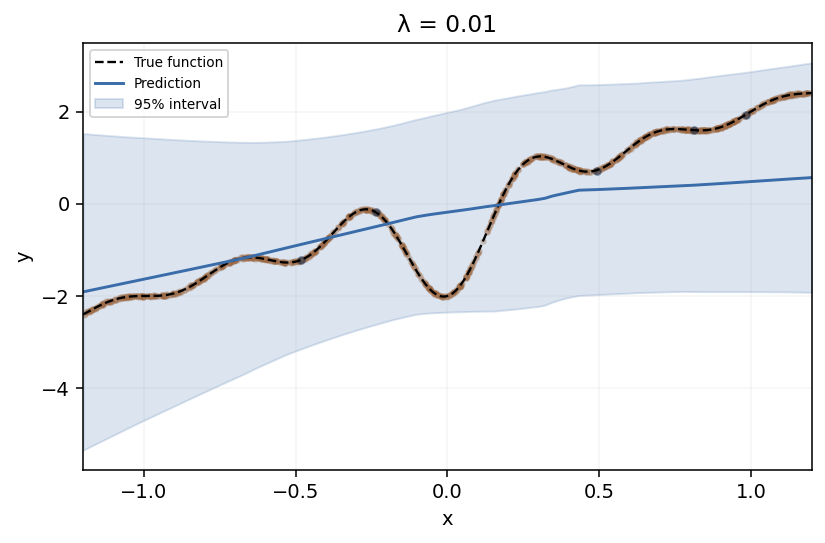 λ = 0.01
True function
Prediction
95% interval
y
2
0
−2
−4
−1.0 −0.5 0.0 0.5 1.0
x